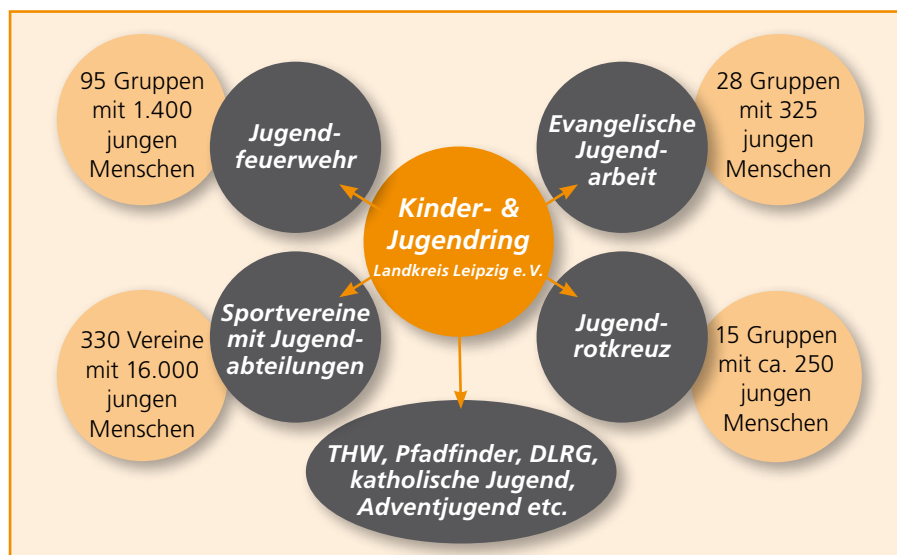 95 Gruppen
mit 1.400
jungen
Menschen
Jugend-
feuerwehr
Evangelische
Jugend-
arbeit
28 Gruppen
mit 325
jungen
Menschen
Kinder- &
Jugendring
Landkreis Leipzig e. V.
330 Vereine
mit 16.000
jungen
Menschen
Sportvereine
mit Jugend-
abteilungen
Jugend-
rotkreuz
15 Gruppen
mit ca. 250
jungen
Menschen
THW, Pfadfinder, DLRG,
katholische Jugend,
Adventjugend etc.